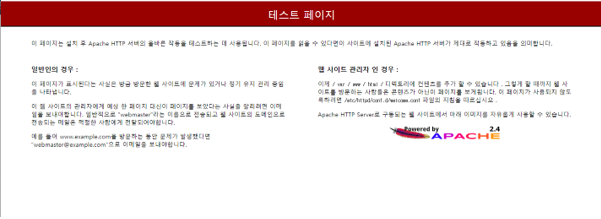 테스트 페이지
이 페이지는 설치 후 Apache HTTP 서버의 올바른 작동을 테스트하는 데 사용됩니다. 이 페이지를 읽을 수 있다면이 사이트에 설치된 Apache HTTP 서버가 제대로 작동하고 있음을 의미합니다.
일반인의 경우 :
이 페이지가 표시된다는 사실은 방금 방문한 웹 사이트에 문제가 있거나 정기 유지 관리 중임
을 나타냅니다.
이 웹 사이트의 관리자에게 예상 한 페이지 대신이 페이지를 보았다는 사실을 알리려면 이메
일을 보내야합니다. 일반적으로 "webmaster"라는 이름으로 전송되고 웹 사이트의 도메인으로
전송되는 메일은 적절한 사람에게 전달되어야합니다.
예를 들어 www.example.com을 방문하는 동안 문제가 발생했다면
"webmaster@example.com"으로 이메일을 보내야합니다.
웹 사이트 관리자 인 경우 :
이제 / var / www / html / 디렉토리에 컨텐츠를 추가 할 수 있습니다 . 그렇게 할 때까지 웹 사
이트를 방문하는 사람들은 콘텐츠가 아닌이 페이지를 보게됩니다. 이 페이지가 사용되지 않도
록하려면 /etc/httpd/conf.d/welcome.conf 파일의 지침을 따르십시오 .
Apache HTTP Server로 구동되는 웹 사이트에서 아래 이미지를 자유롭게 사용할 수 있습니다.
Powered by 2.4
APACHE